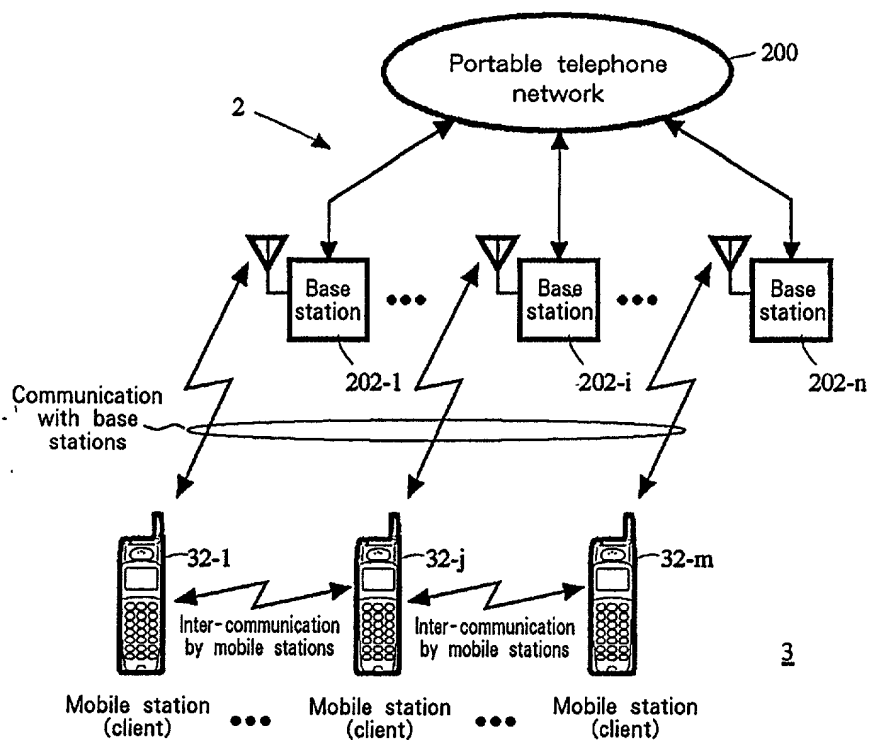 Portable telephone
network
200
2
Base
station
Base
station
Base
station
202-1
202-i
202-n
Communication
with base
stations
32-1
32-j
32-m
Inter-communication
by mobile stations
Inter-communication
by mobile stations
3
Mobile station
(client)
Mobile station
(client)
Mobile station
(client)